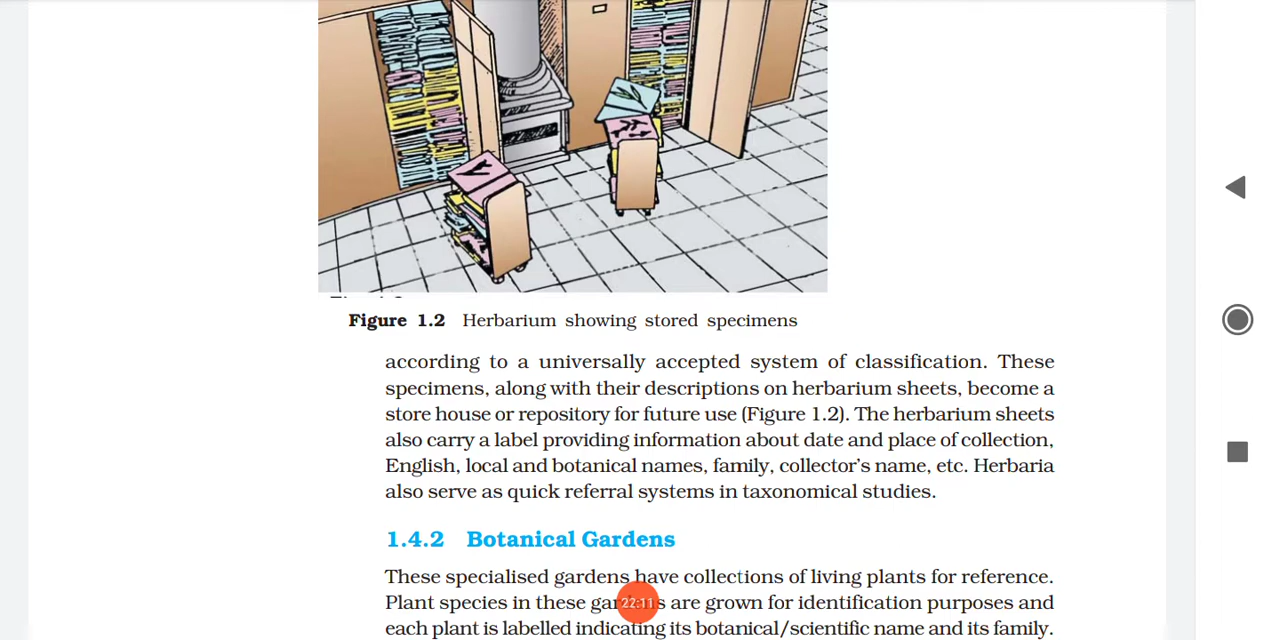 Figure 1.2 Herbarium showing stored specimens
according to a universally accepted system of classification. These
specimens, along with their descriptions on herbarium sheets, become a
store house or repository for future use (Figure 1.2). The herbarium sheets
also carry a label providing information about date and place of collection,
English, local and botanical names, family, collector's name, etc. Herbaria
also serve as quick referral systems in taxonomical studies.
1.4.2 Botanical Gardens
These specialised gardens have collections of living plants for reference.
Plant species in these are grown for identification purposes and
22:11
each plant is labelled indicating its botanical/scientific name and its family.